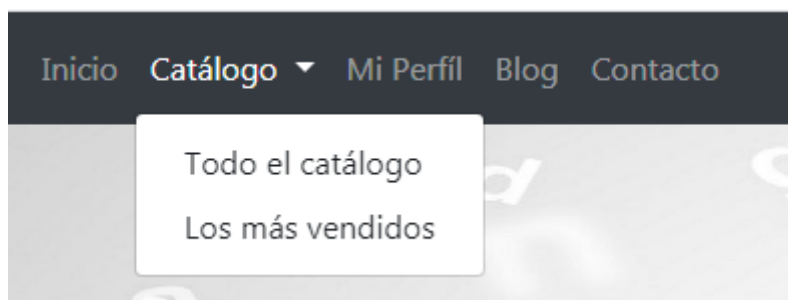 Inicio Catálogo Mi Perfíl Blog Contacto
Todo el catálogo
Los más vendidos